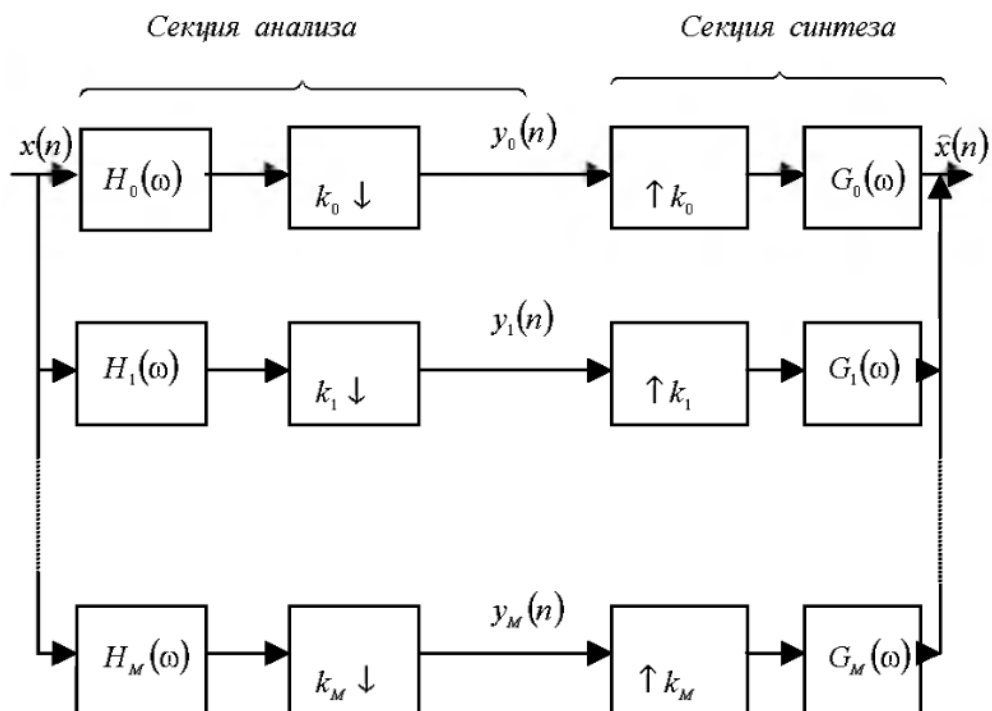 Секция анализа Секция синтеза
x(n) H₀(ω) k₀ ↓ y₀(n) ↑ k₀ G₀(ω) x̂(n)
H₁(ω) k₁ ↓ y₁(n) ↑ k₁ G₁(ω)
H_M(ω) k_M ↓ y_M(n) ↑ k_M G_M(ω)